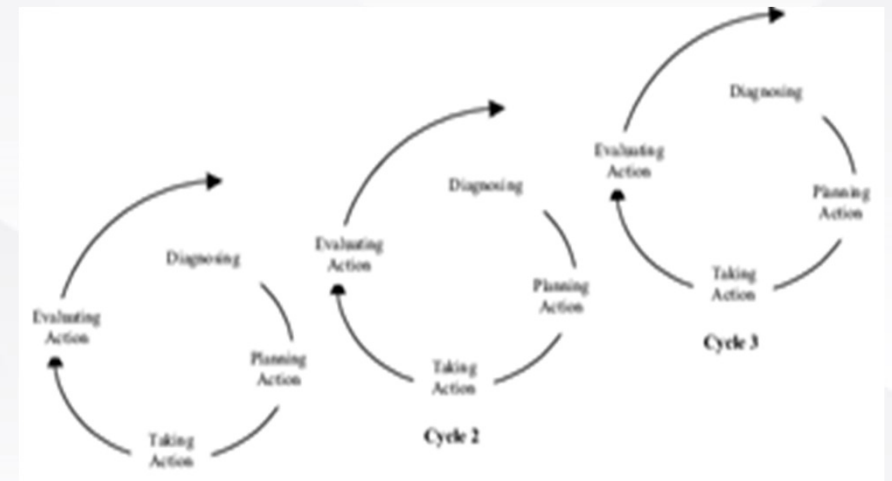 Diagnosing
Planning
Action
Taking
Action
Evaluating
Action
Diagnosing
Planning
Action
Taking
Action
Evaluating
Action
Cycle 2
Diagnosing
Planning
Action
Taking
Action
Evaluating
Action
Cycle 3